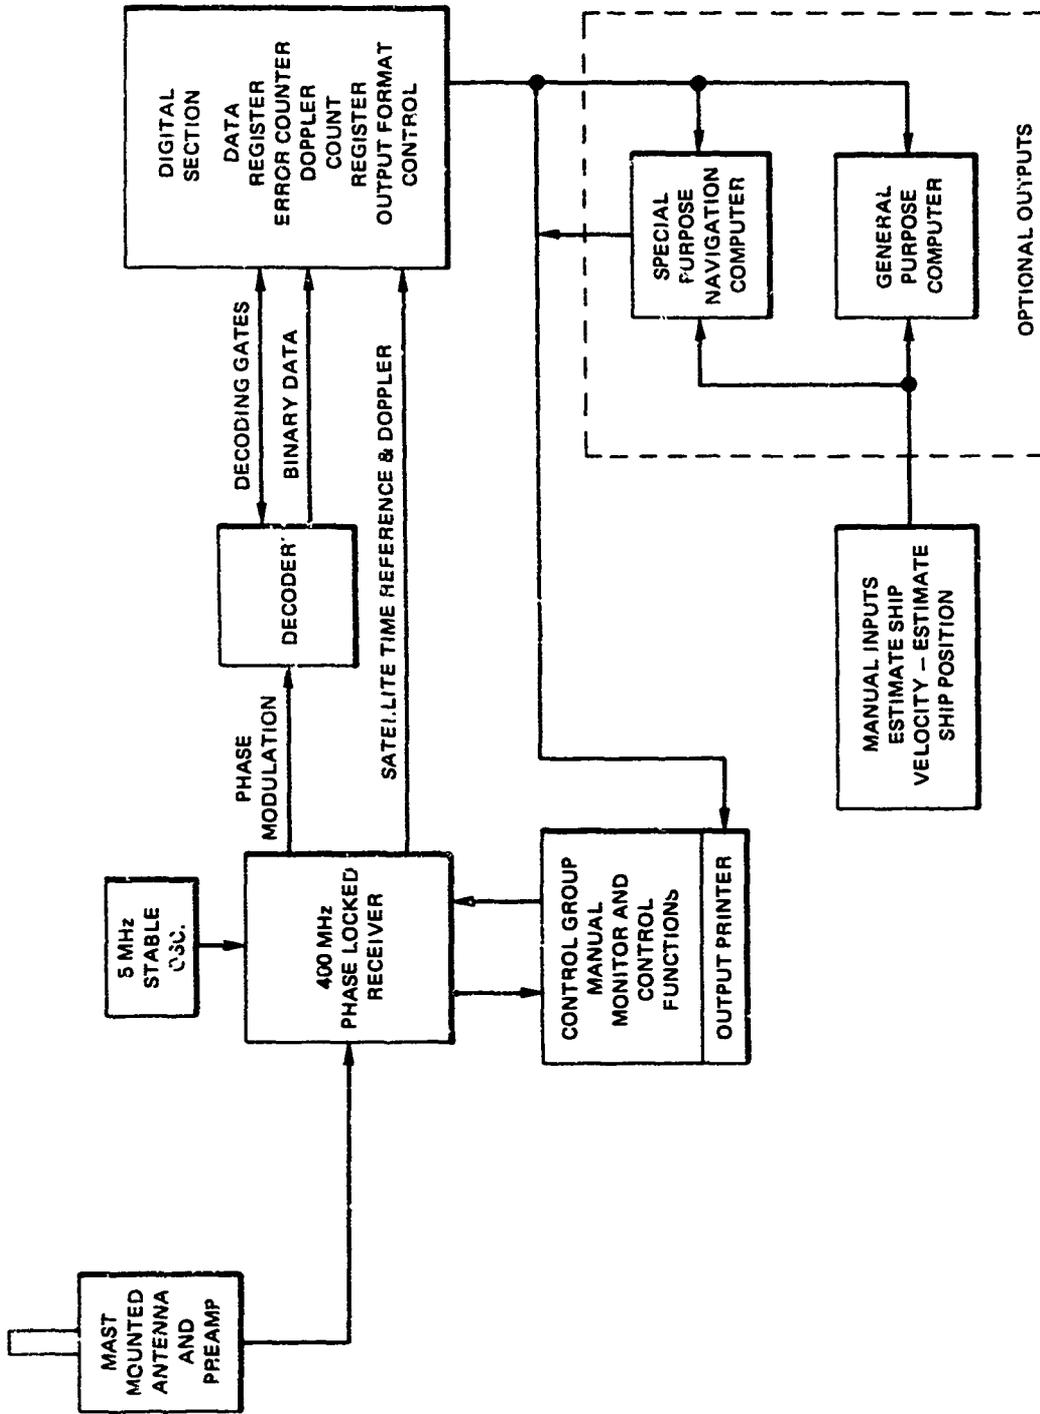 MAST
MOUNTED
ANTENNA
AND
PREAMP
5 MHz
STABLE
OSC.
400 MHz
PHASE LOCKED
RECEIVER
PHASE
MODULATION
DECODER
DECODING GATES
BINARY DATA
SATELLITE TIME REFERENCE & DOPPLER
DIGITAL
SECTION
DATA
REGISTER
ERROR COUNTER
DOPPLER
COUNT
REGISTER
OUTPUT FORMAT
CONTROL
CONTROL GROUP
MANUAL
MONITOR AND
CONTROL
FUNCTIONS
OUTPUT PRINTER
SPECIAL
PURPOSE
NAVIGATION
COMPUTER
MANUAL INPUTS
ESTIMATE SHIP
VELOCITY – ESTIMATE
SHIP POSITION
GENERAL
PURPOSE
COMPUTER
OPTIONAL OUTPUTS